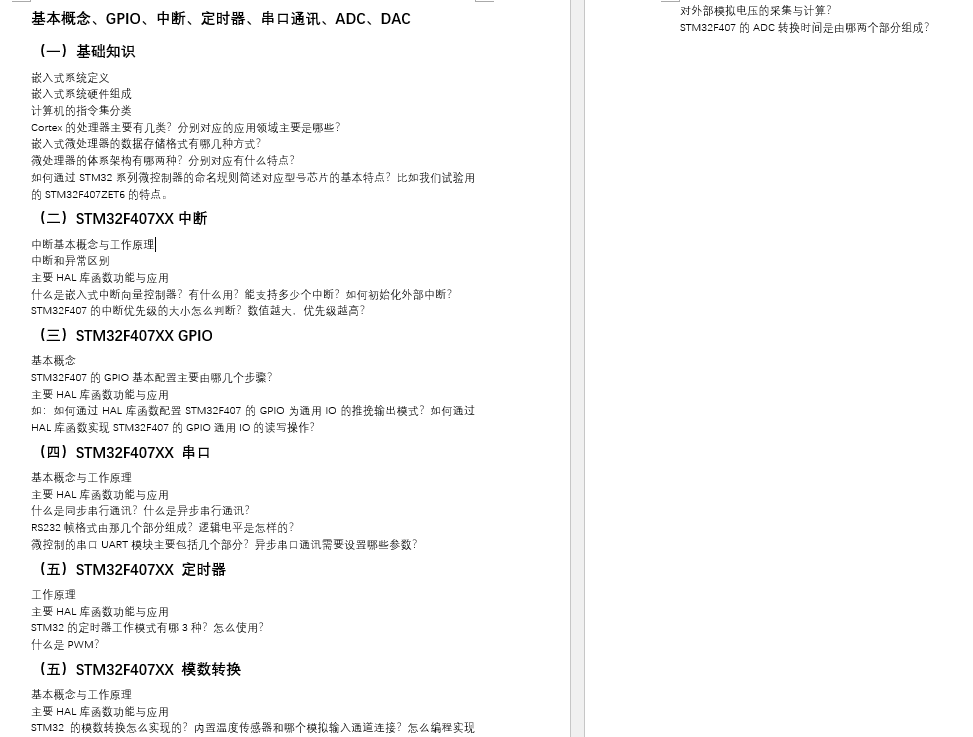 基本概念、GPIO、中断、定时器、串口通讯、ADC、DAC
（一）基础知识
嵌入式系统定义
嵌入式系统硬件组成
计算机的指令集分类
Cortex 的处理器主要有几类？分别对应的应用领域主要是哪些？
嵌入式微处理器的数据存储格式有哪几种方式？
微处理器的体系架构有哪两种？分别对应有什么特点？
如何通过 STM32 系列微控制器的命名规则简述对应型号芯片的基本特点？比如我们试验用
的 STM32F407ZET6 的特点。
（二）STM32F407XX 中断
中断基本概念与工作原理
中断和异常区别
主要 HAL 库函数功能与应用
什么是嵌入式中断向量控制器？有什么用？能支持多少个中断？如何初始化外部中断？
STM32F407 的中断优先级的大小怎么判断？数值越大，优先级越高？
（三）STM32F407XX GPIO
基本概念
STM32F407 的 GPIO 基本配置主要由哪几个步骤？
主要 HAL 库函数功能与应用
如：如何通过 HAL 库函数配置 STM32F407 的 GPIO 为通用 IO 的推挽输出模式？如何通过
HAL 库函数实现 STM32F407 的 GPIO 通用 IO 的读写操作？
（四）STM32F407XX 串口
基本概念与工作原理
主要 HAL 库函数功能与应用
什么是同步串行通讯？什么是异步串行通讯？
RS232 帧格式由那几个部分组成？逻辑电平是怎样的？
微控制的串口 UART 模块主要包括几个部分？异步串口通讯需要设置哪些参数？
（五）STM32F407XX 定时器
工作原理
主要 HAL 库函数功能与应用
STM32 的定时器工作模式有哪 3 种？怎么使用？
什么是 PWM？
（五）STM32F407XX 模数转换
基本概念与工作原理
主要 HAL 库函数功能与应用
STM32 的模数转换怎么实现的？内置温度传感器和哪个模拟输入通道连接？怎么编程实现
对外部模拟电压的采集与计算？
STM32F407 的 ADC 转换时间是由哪两个部分组成？